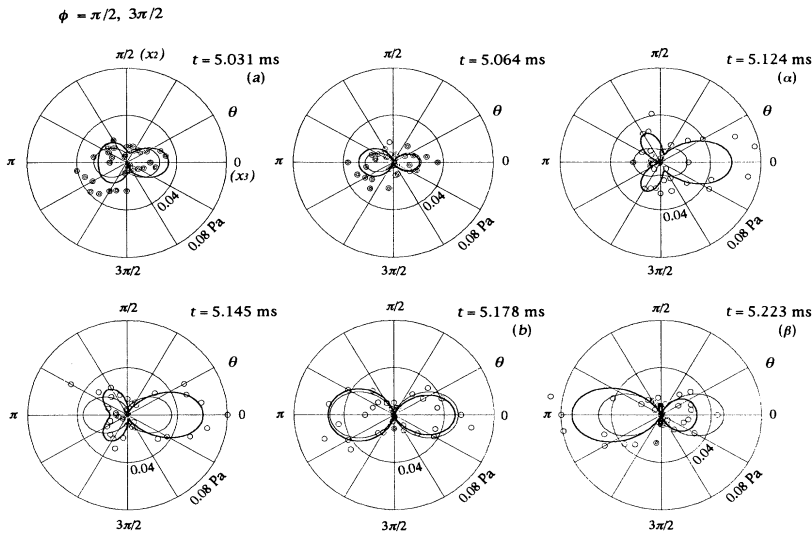 ϕ = π/2, 3π/2
π/2 (x2)
t = 5.031 ms
(a)
θ
π
0
(x3)
0.04
0.08 Pa
3π/2
π/2
t = 5.064 ms
θ
π
0
0.04
0.08 Pa
3π/2
π/2
t = 5.124 ms
(α)
θ
π
0
0.04
0.08 Pa
3π/2
π/2
t = 5.145 ms
θ
π
0
0.04
0.08 Pa
3π/2
π/2
t = 5.178 ms
(b)
θ
π
0
0.04
0.08 Pa
3π/2
π/2
t = 5.223 ms
(β)
θ
π
0
0.04
0.08 Pa
3π/2